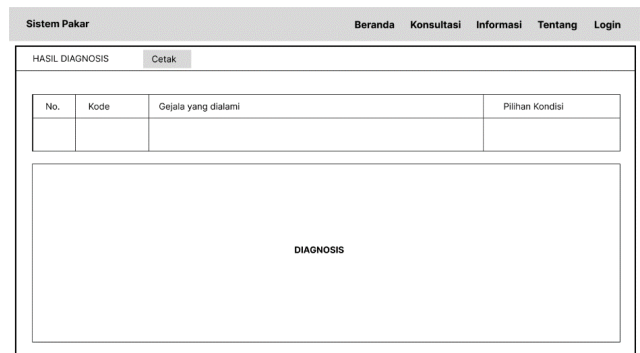 Sistem Pakar Beranda Konsultasi Informasi Tentang Login
HASIL DIAGNOSIS Cetak
No. Kode Gejala yang dialami Pilihan Kondisi
DIAGNOSIS